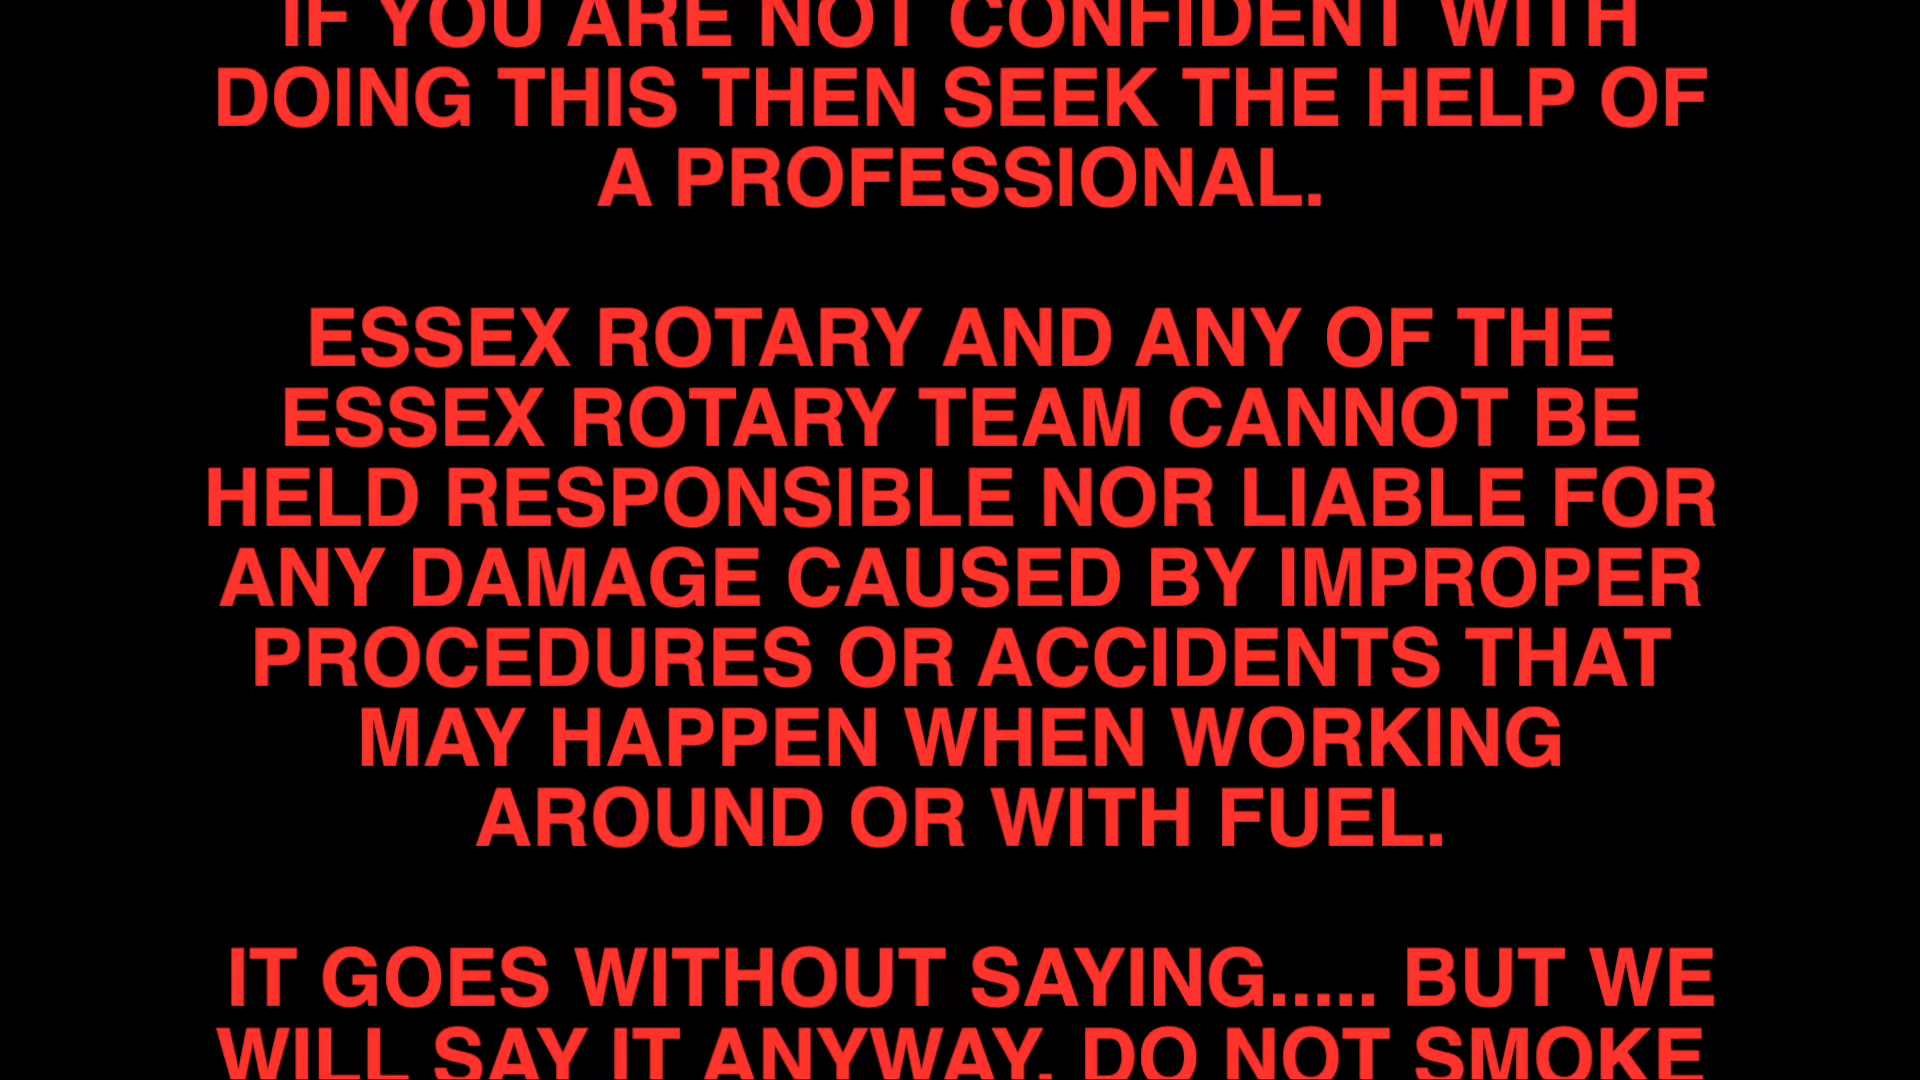 IF YOU ARE NOT CONFIDENT WITH
DOING THIS THEN SEEK THE HELP OF
A PROFESSIONAL.
ESSEX ROTARY AND ANY OF THE
ESSEX ROTARY TEAM CANNOT BE
HELD RESPONSIBLE NOR LIABLE FOR
ANY DAMAGE CAUSED BY IMPROPER
PROCEDURES OR ACCIDENTS THAT
MAY HAPPEN WHEN WORKING
AROUND OR WITH FUEL.
IT GOES WITHOUT SAYING..... BUT WE
WILL SAY IT ANYWAY. DO NOT SMOKE